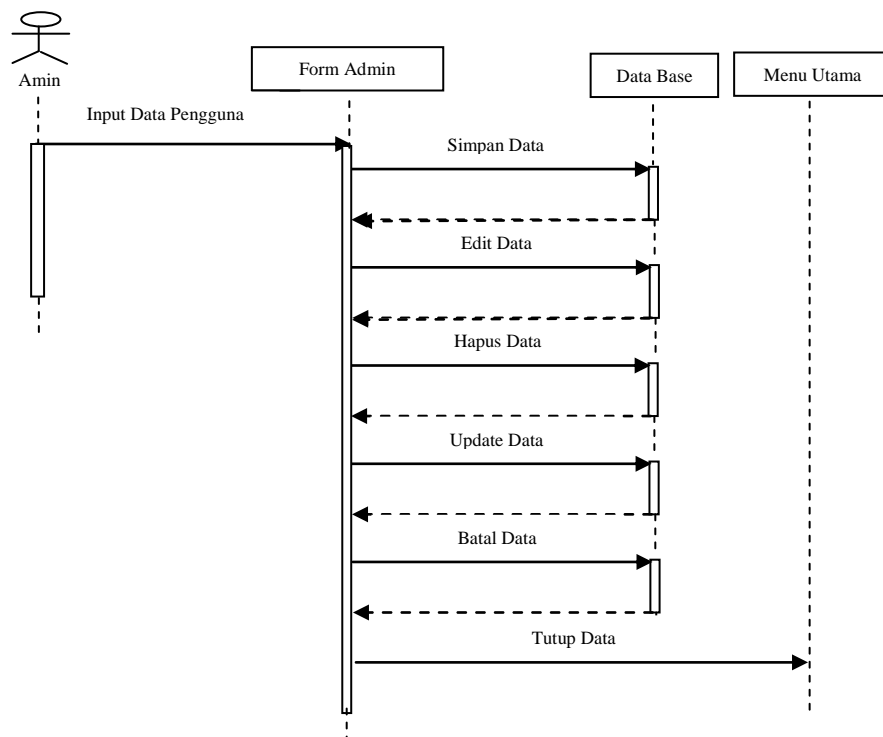 Amin
Form Admin
Data Base
Menu Utama
Input Data Pengguna
Simpan Data
Edit Data
Hapus Data
Update Data
Batal Data
Tutup Data